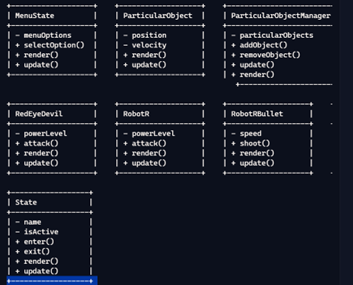 MenuState
- menuOptions
+ selectOption()
+ render()
+ update()
ParticularObject
- position
- velocity
+ render()
+ update()
ParticularObjectManager
- particularObjects
+ addObject()
+ removeObject()
+ update()
+ render()
RedEyeDevil
- powerLevel
+ attack()
+ render()
+ update()
RobotR
- powerLevel
+ attack()
+ render()
+ update()
RobotRBullet
- speed
+ shoot()
+ render()
+ update()
State
- name
- isActive
+ enter()
+ exit()
+ render()
+ update()